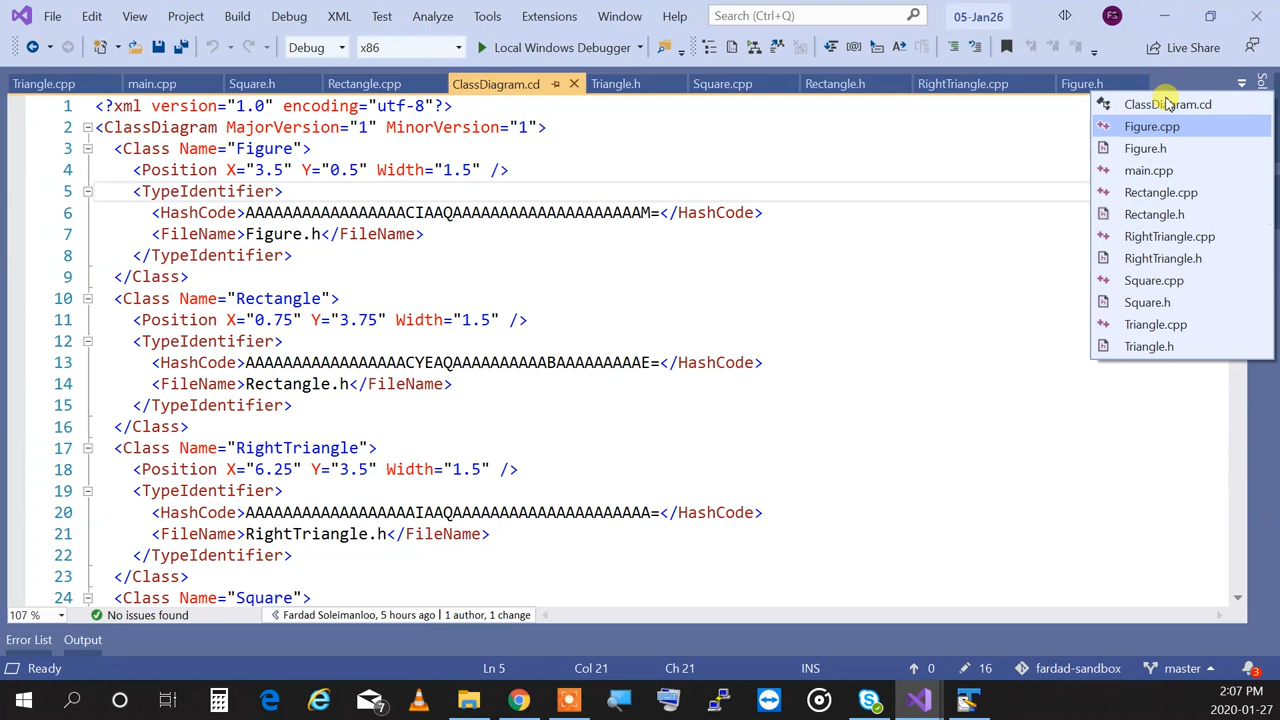 File Edit View Project Build Debug XML Test Analyze Tools Extensions Window Help Search (Ctrl+Q) 05-Jan26 FS
Debug x86 Local Windows Debugger Live Share
Triangle.cpp main.cpp Square.h Rectangle.cpp ClassDiagram.cd Triangle.h Square.cpp Rectangle.h RightTriangle.cpp Figure.h
ClassDiagram.cd
Figure.cpp
Figure.h
main.cpp
Rectangle.cpp
Rectangle.h
RightTriangle.cpp
RightTriangle.h
Square.cpp
Square.h
Triangle.cpp
Triangle.h
1 <?xml version="1.0" encoding="utf-8"?>
2 <ClassDiagram MajorVersion="1" MinorVersion="1">
3 <Class Name="Figure">
4 <Position X="3.5" Y="0.5" Width="1.5" />
5 <TypeIdentifier>
6 <HashCode>AAAAAAAAAAAAAAAAACIAAQAAAAAAAAAAAAAAAAAAAAM=</HashCode>
7 <FileName>Figure.h</FileName>
8 </TypeIdentifier>
9 </Class>
10 <Class Name="Rectangle">
11 <Position X="0.75" Y="3.75" Width="1.5" />
12 <TypeIdentifier>
13 <HashCode>AAAAAAAAAAAAAAAAACYEAQAAAAAAAAAABAAAAAAAAAE=</HashCode>
14 <FileName>Rectangle.h</FileName>
15 </TypeIdentifier>
16 </Class>
17 <Class Name="RightTriangle">
18 <Position X="6.25" Y="3.5" Width="1.5" />
19 <TypeIdentifier>
20 <HashCode>AAAAAAAAAAAAAAAAAAIAAQAAAAAAAAAAAAAAAAAAAAA=</HashCode>
21 <FileName>RightTriangle.h</FileName>
22 </TypeIdentifier>
23 </Class>
24 <Class Name="Square">
107 % No issues found Fardad Soleimanloo, 5 hours ago | 1 author, 1 change
Error List Output
Ready Ln 5 Col 21 Ch 21 INS 0 16 fardad-sandbox master 3
7
2:07 PM
2020-01-27